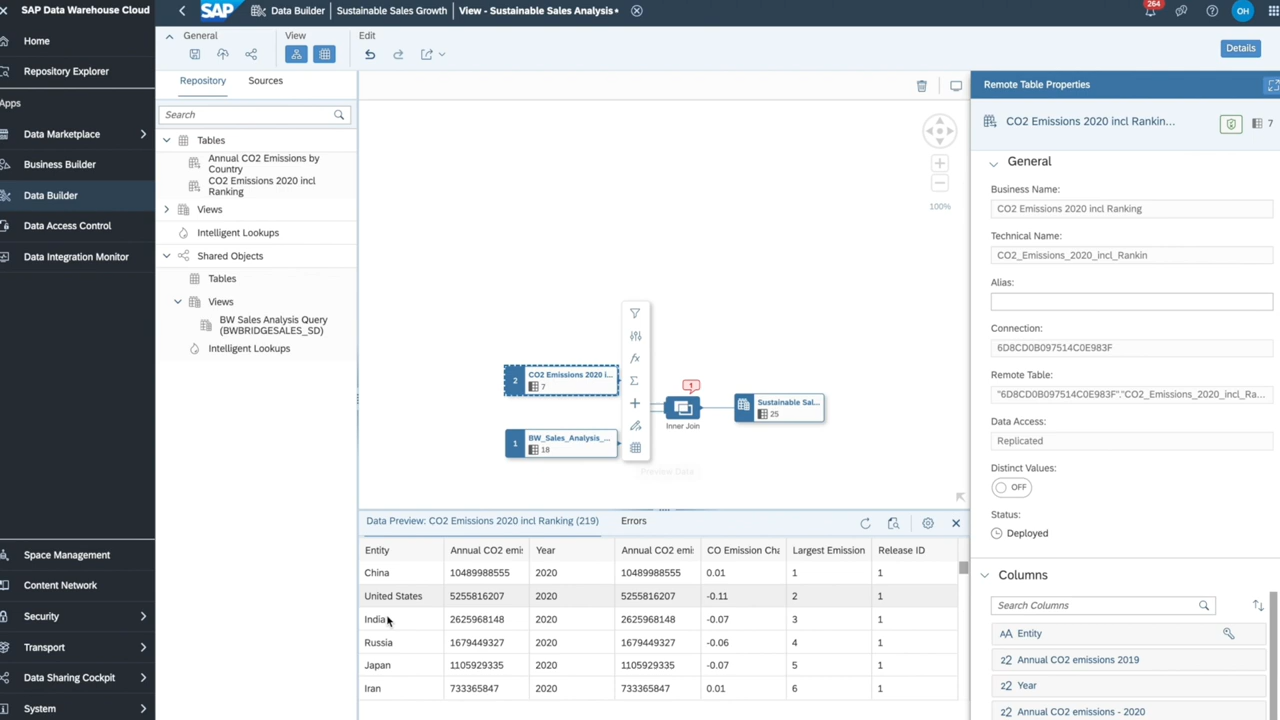 SAP Data Warehouse Cloud
SAP
Data Builder
Sustainable Sales Growth
View - Sustainable Sales Analysis*
264
OH
General
View
Edit
Details
Home
Repository Explorer
Apps
Data Marketplace
Business Builder
Data Builder
Data Access Control
Data Integration Monitor
Space Management
Content Network
Security
Transport
Data Sharing Cockpit
System
Repository
Sources
Search
Tables
Annual CO2 Emissions by
Country
CO2 Emissions 2020 incl
Ranking
Views
Intelligent Lookups
Shared Objects
Tables
Views
BW Sales Analysis Query
(BWBRIDGESALES_SD)
Intelligent Lookups
100%
2
CO2 Emissions 2020 i...
7
1
BW_Sales_Analysis_...
18
fx
1
Inner Join
Sustainable Sal...
25
Preview Data
Data Preview: CO2 Emissions 2020 incl Ranking (219)
Errors
Entity Annual CO2 emis Year Annual CO2 emis CO Emission Cha Largest Emission Release ID
China 10489988555 2020 10489988555 0.01 1 1
United States 5255816207 2020 5255816207 -0.11 2 1
India 2625968148 2020 2625968148 -0.07 3 1
Russia 1679449327 2020 1679449327 -0.06 4 1
Japan 1105929335 2020 1105929335 -0.07 5 1
Iran 733365847 2020 733365847 0.01 6 1
Remote Table Properties
CO2 Emissions 2020 incl Rankin...
7
General
Business Name:
CO2 Emissions 2020 incl Ranking
Technical Name:
CO2_Emissions_2020_incl_Rankin
Alias:
Connection:
6D8CD0B097514C0E983F
Remote Table:
"6D8CD0B097514C0E983F"."CO2_Emissions_2020_incl_Ra...
Data Access:
Replicated
Distinct Values:
OFF
Status:
Deployed
Columns
Search Columns
AA Entity
22 Annual CO2 emissions 2019
22 Year
22 Annual CO2 emissions - 2020